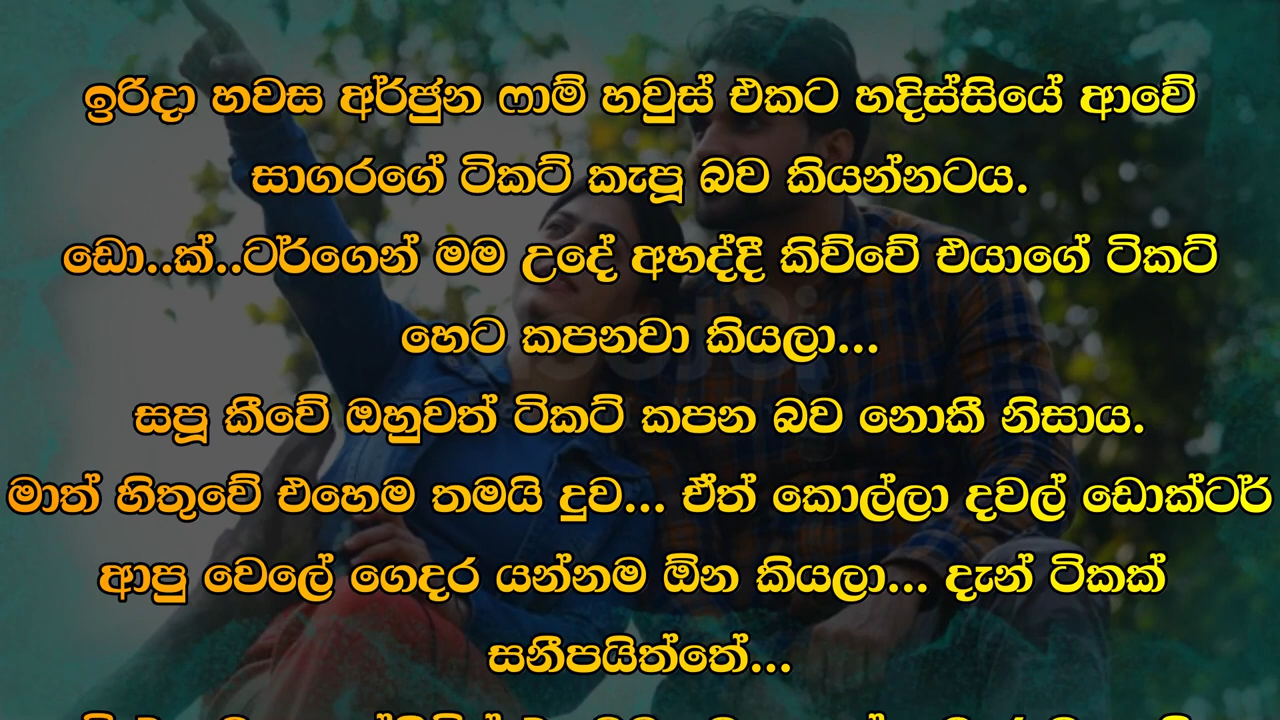 ඉරිදා හවස අර්ජුන ෆාම් හවුස් එකට හදිස්සියේ ආවේ
සාගරගේ ටිකට් කැපූ බව කියන්නටය.
ඩො..ක්..ටර්ගෙන් මම උදේ අහද්දී කිව්වේ එයාගේ ටිකට්
හෙට කපනවා කියලා...
සපූ කීවේ ඔහුවත් ටිකට් කපන බව නොකී නිසාය.
මාත් හිතුවේ එහෙම තමයි දුව... ඒත් කොල්ලා දවල් ඩොක්ටර්
ආපු වෙලේ ගෙදර යන්නම ඕන කියලා... දැන් ටිකක්
සනීපයිත්තේ...